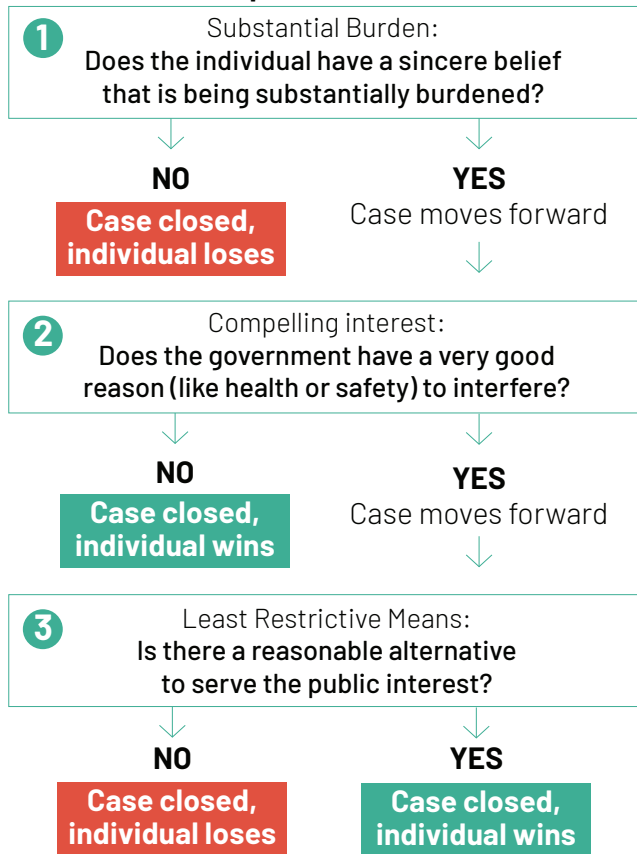 1
Substantial Burden:
Does the individual have a sincere belief
that is being substantially burdened?
NO
Case closed,
individual loses
YES
Case moves forward
2
Compelling interest:
Does the government have a very good
reason (like health or safety) to interfere?
NO
Case closed,
individual wins
YES
Case moves forward
3
Least Restrictive Means:
Is there a reasonable alternative
to serve the public interest?
NO
Case closed,
individual loses
YES
Case closed,
individual wins